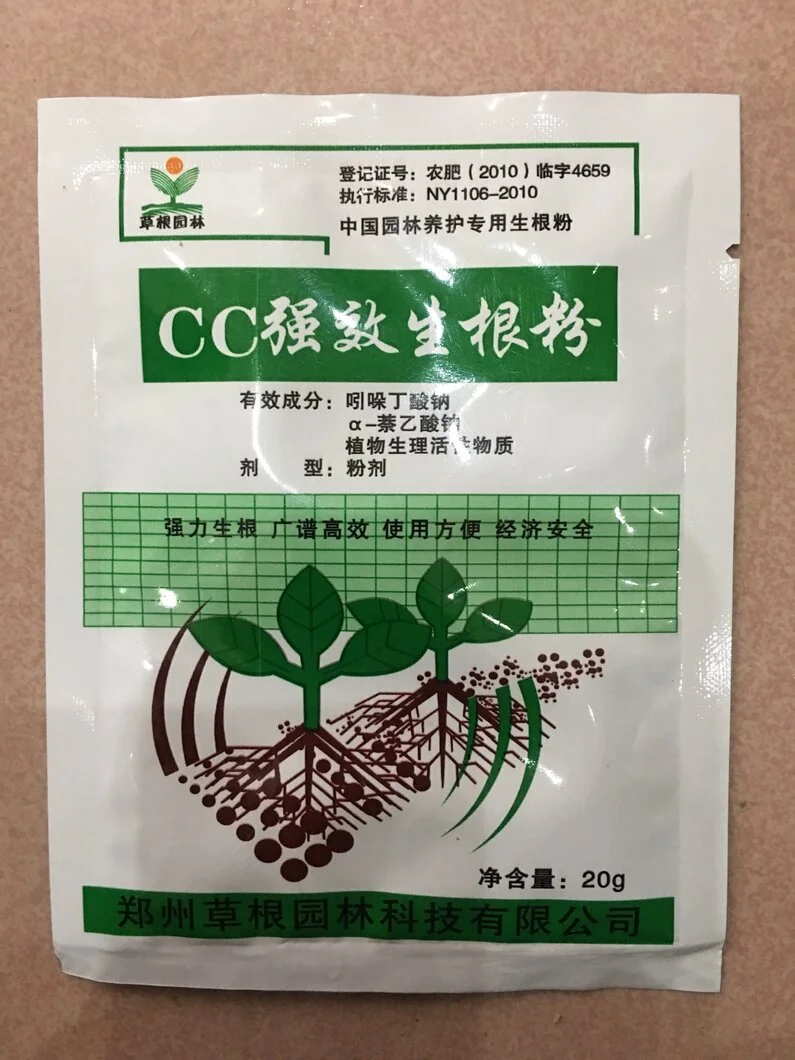 草根园林
登记证号：农肥（2010）临字4659
执行标准：NY1106-2010
中国园林养护专用生根粉
CC强效生根粉
有效成分：吲哚丁酸钠
α-萘乙酸钠
植物生理活性物质
剂 型：粉剂
强力生根 广谱高效 使用方便 经济安全
净含量：20g
郑州草根园林科技有限公司